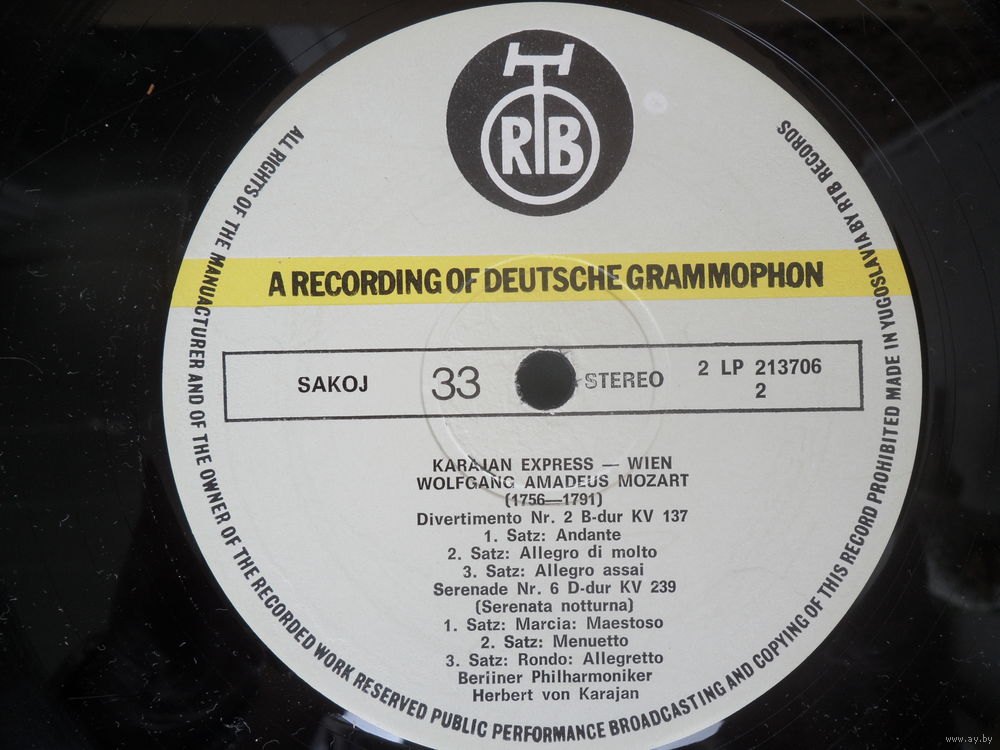 RTB
A RECORDING OF DEUTSCHE GRAMMOPHON
SAKOJ 33 STEREO 2 LP 213706
2
KARAJAN EXPRESS — WIEN
WOLFGANG AMADEUS MOZART
(1756—1791)
Divertimento Nr. 2 B-dur KV 137
1. Satz: Andante
2. Satz: Allegro di molto
3. Satz: Allegro assai
Serenade Nr. 6 D-dur KV 239
(Serenata notturna)
1. Satz: Marcia: Maestoso
2. Satz: Menuetto
3. Satz: Rondo: Allegretto
Berliner Philharmoniker
Herbert von Karajan
ALL RIGHTS OF THE MANUACTURER AND OF THE OWNER OF THE RECORDED WORK RESERVED PUBLIC PERFORMANCE BROADCASTING AND COPYING OF THIS RECORD PROHIBITED MADE IN YUGOSLAVIA BY RTB RECORDS
www.ay.by